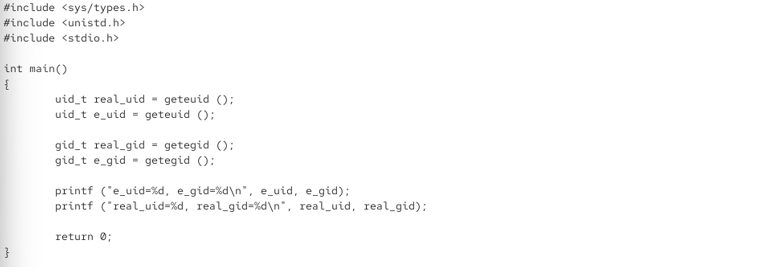 #include <sys/types.h>
#include <unistd.h>
#include <stdio.h>

int main()
{
        uid_t real_uid = geteuid ();
        uid_t e_uid = geteuid ();

        gid_t real_gid = getegid ();
        gid_t e_gid = getegid ();

        printf ("e_uid=%d, e_gid=%d\n", e_uid, e_gid);
        printf ("real_uid=%d, real_gid=%d\n", real_uid, real_gid);

        return 0;
}